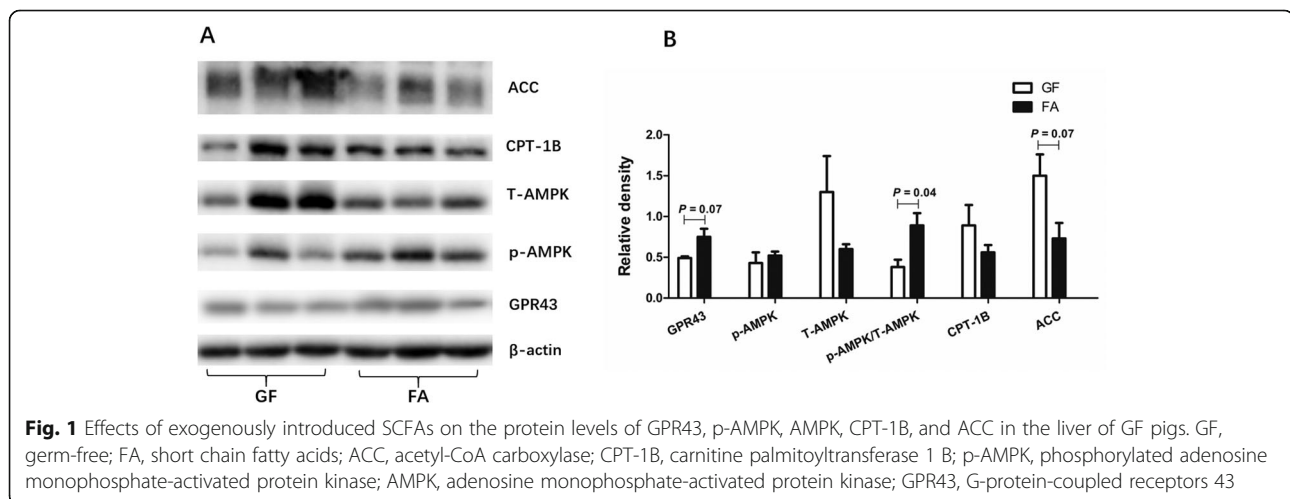 A
ACC
CPT-1B
T-AMPK
p-AMPK
GPR43
β-actin
GF
FA
B
GF
FA
Relative density
2.0
1.5
1.0
0.5
0.0
P = 0.07
P = 0.04
P = 0.07
GPR43
p-AMPK
T-AMPK
p-AMPK/T-AMPK
CPT-1B
ACC
Fig. 1 Effects of exogenously introduced SCFAs on the protein levels of GPR43, p-AMPK, AMPK, CPT-1B, and ACC in the liver of GF pigs. GF,
germ-free; FA, short chain fatty acids; ACC, acetyl-CoA carboxylase; CPT-1B, carnitine palmitoyltransferase 1 B; p-AMPK, phosphorylated adenosine
monophosphate-activated protein kinase; AMPK, adenosine monophosphate-activated protein kinase; GPR43, G-protein-coupled receptors 43